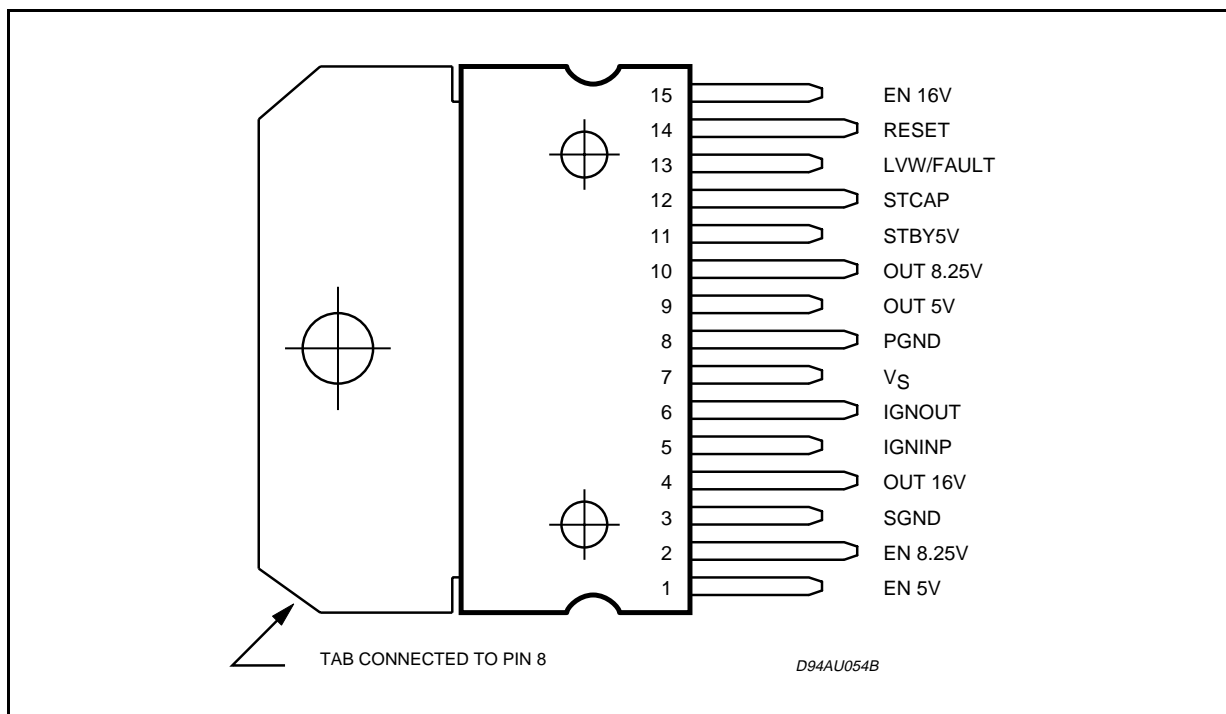 15 EN 16V
14 RESET
13 LVW/FAULT
12 STCAP
11 STBY5V
10 OUT 8.25V
9 OUT 5V
8 PGND
7 VS
6 IGNOUT
5 IGNINP
4 OUT 16V
3 SGND
2 EN 8.25V
1 EN 5V
TAB CONNECTED TO PIN 8
D94AU054B